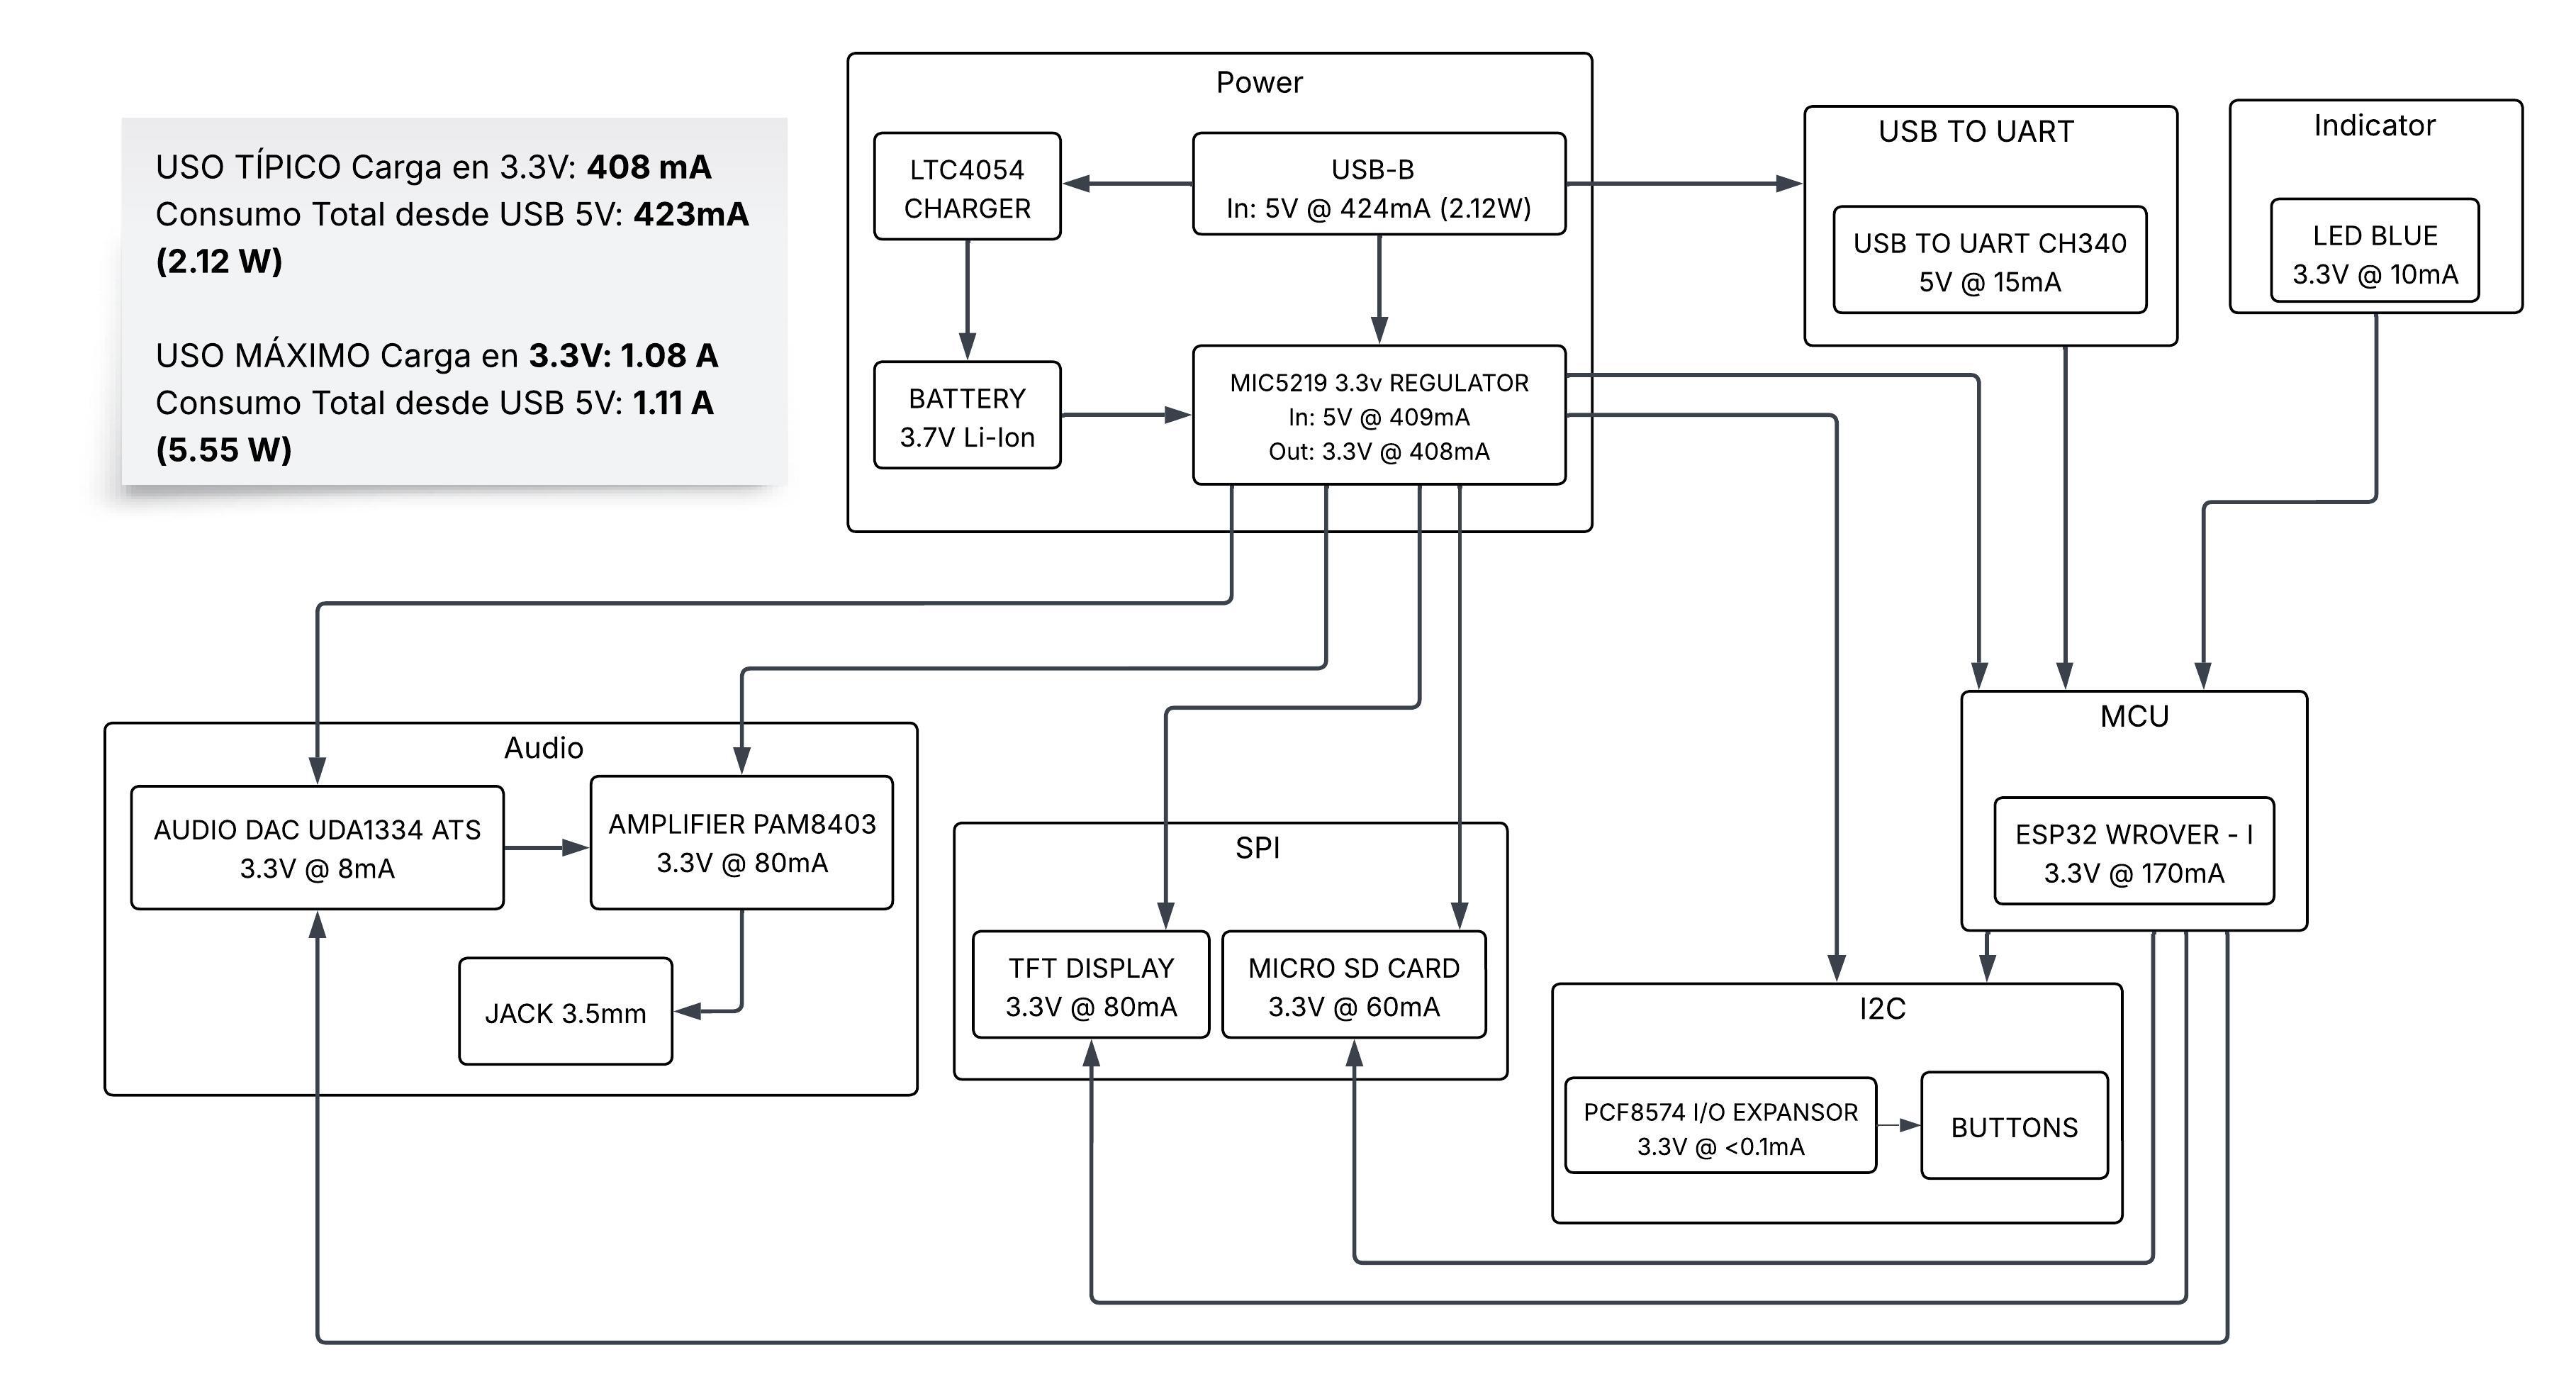 USO TÍPICO Carga en 3.3V: 408 mA
Consumo Total desde USB 5V: 423mA
(2.12 W)
USO MÁXIMO Carga en 3.3V: 1.08 A
Consumo Total desde USB 5V: 1.11 A
(5.55 W)
Power
LTC4054
CHARGER
USB-B
In: 5V @ 424mA (2.12W)
BATTERY
3.7V Li-Ion
MIC5219 3.3v REGULATOR
In: 5V @ 409mA
Out: 3.3V @ 408mA
USB TO UART
USB TO UART CH340
5V @ 15mA
Indicator
LED BLUE
3.3V @ 10mA
Audio
AUDIO DAC UDA1334 ATS
3.3V @ 8mA
AMPLIFIER PAM8403
3.3V @ 80mA
JACK 3.5mm
SPI
TFT DISPLAY
3.3V @ 80mA
MICRO SD CARD
3.3V @ 60mA
MCU
ESP32 WROVER - I
3.3V @ 170mA
I2C
PCF8574 I/O EXPANSOR
3.3V @ <0.1mA
BUTTONS